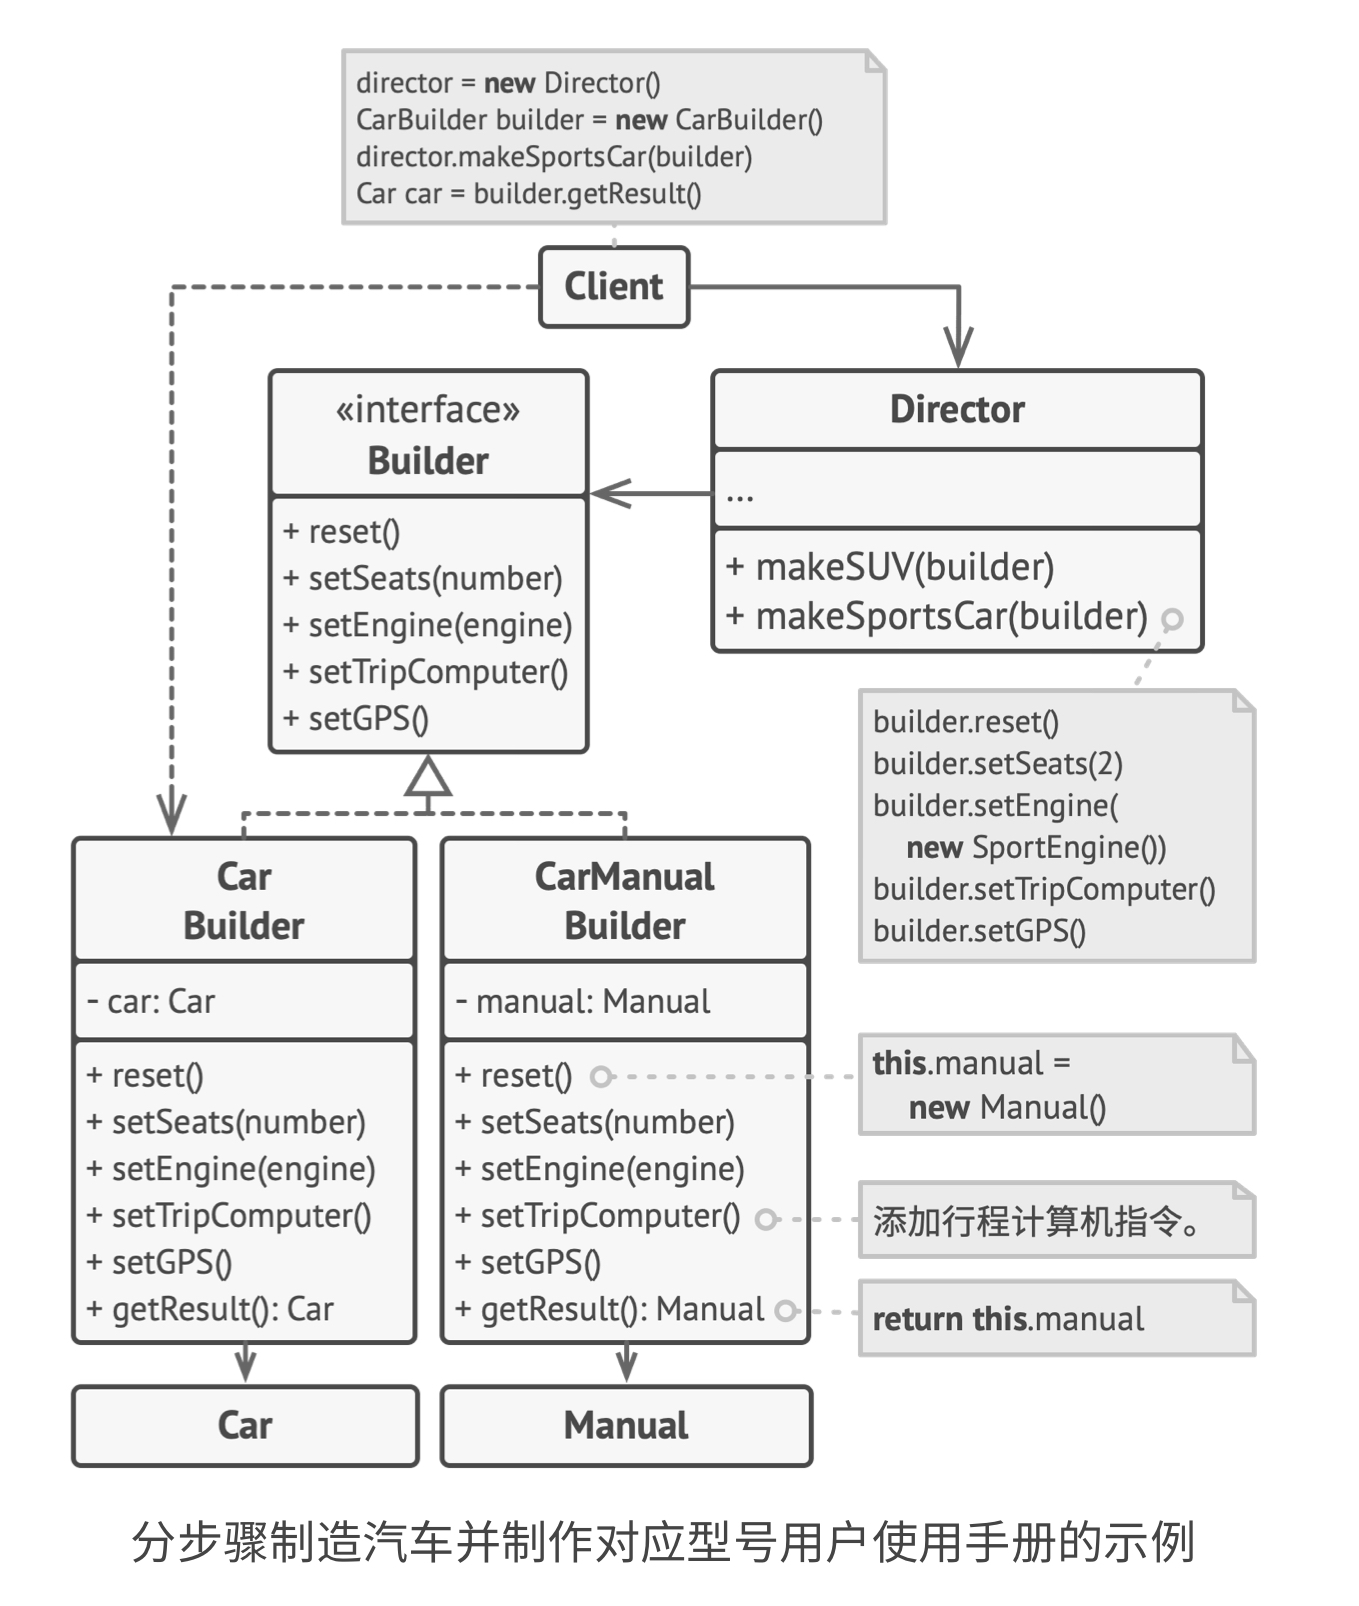 director = new Director()
CarBuilder builder = new CarBuilder()
director.makeSportsCar(builder)
Car car = builder.getResult()
Client
«interface»
Builder
+ reset()
+ setSeats(number)
+ setEngine(engine)
+ setTripComputer()
+ setGPS()
Director
...
+ makeSUV(builder)
+ makeSportsCar(builder)
builder.reset()
builder.setSeats(2)
builder.setEngine(
new SportEngine())
builder.setTripComputer()
builder.setGPS()
Car
Builder
- car: Car
+ reset()
+ setSeats(number)
+ setEngine(engine)
+ setTripComputer()
+ setGPS()
+ getResult(): Car
CarManual
Builder
- manual: Manual
+ reset()
+ setSeats(number)
+ setEngine(engine)
+ setTripComputer()
+ setGPS()
+ getResult(): Manual
this.manual =
new Manual()
添加行程计算机指令。
return this.manual
Car
Manual
分步骤制造汽车并制作对应型号用户使用手册的示例